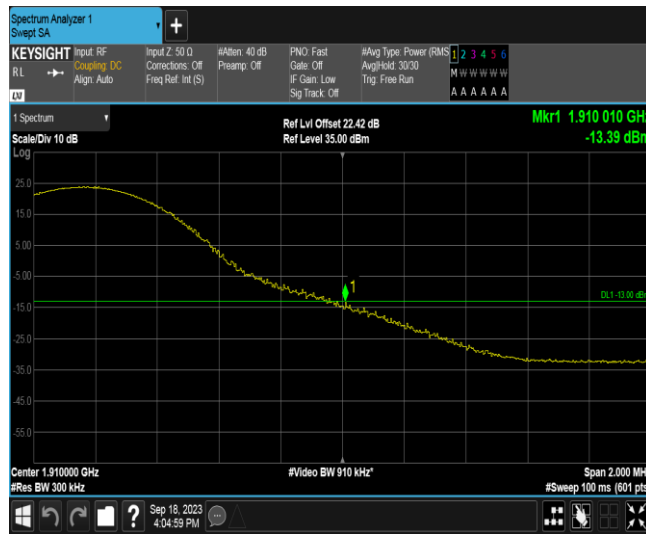 Spectrum Analyzer 1
Swept SA
+
KEYSIGHT
RL
LXI
Input: RF
Coupling: DC
Align: Auto
Input Z: 50 Ω
Corrections: Off
Freq Ref: Int (S)
#Atten: 40 dB
Preamp: Off
PNO: Fast
Gate: Off
IF Gain: Low
Sig Track: Off
#Avg Type: Power (RMS
Avg|Hold: 30/30
Trig: Free Run
1 2 3 4 5 6
M W W W W W
A A A A A A
1 Spectrum
Scale/Div 10 dB
Log
Ref Lvl Offset 22.42 dB
Ref Level 35.00 dBm
Mkr1 1.910 010 GHz
-13.39 dBm
25.0
15.0
5.00
-5.00
1
DL1 -13.00 dBm
-15.0
-25.0
-35.0
-45.0
-55.0
Center 1.910000 GHz
#Res BW 300 kHz
#Video BW 910 kHz*
Span 2.000 MH
#Sweep 100 ms (601 pts
?
Sep 18, 2023
4:04:59 PM